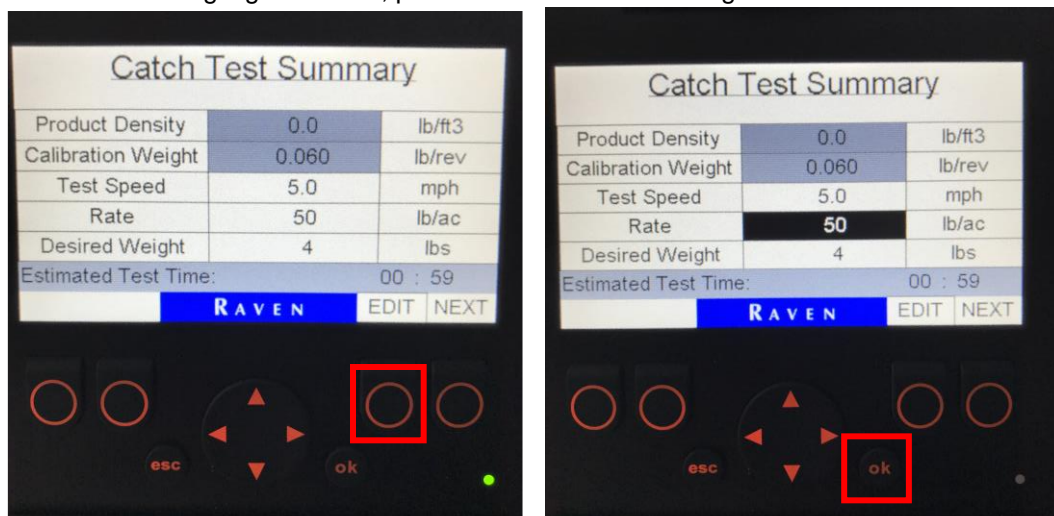 Catch Test Summary
Product Density 0.0 lb/ft3
Calibration Weight 0.060 lb/rev
Test Speed 5.0 mph
Rate 50 lb/ac
Desired Weight 4 lbs
Estimated Test Time: 00 : 59
RAVEN EDIT NEXT
esc ok
Catch Test Summary
Product Density 0.0 lb/ft3
Calibration Weight 0.060 lb/rev
Test Speed 5.0 mph
Rate 50 lb/ac
Desired Weight 4 lbs
Estimated Test Time: 00 : 59
RAVEN EDIT NEXT
esc ok